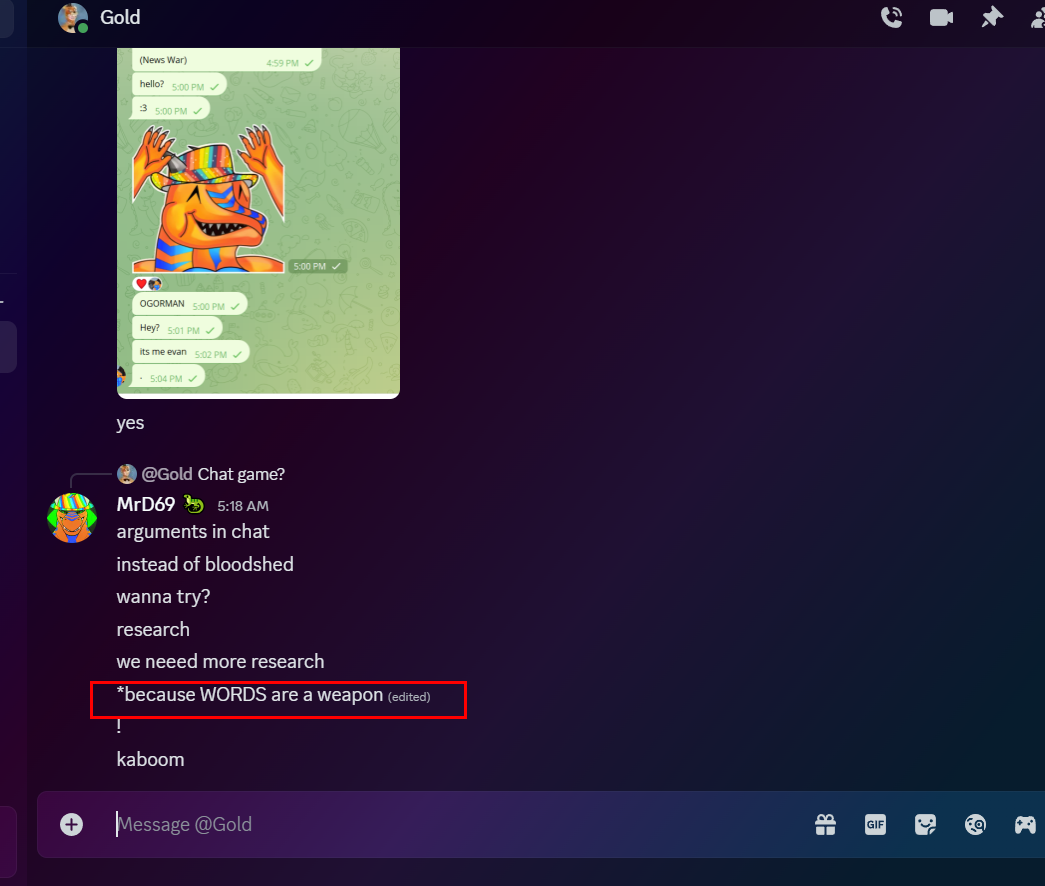 Gold
(News War) 4:59 PM
hello? 5:00 PM
:3 5:00 PM
5:00 PM
OGORMAN 5:00 PM
Hey? 5:01 PM
its me evan 5:02 PM
. 5:04 PM
yes
@Gold Chat game?
MrD69 5:18 AM
arguments in chat
instead of bloodshed
wanna try?
research
we neeed more research
*because WORDS are a weapon (edited)
!
kaboom
Message @Gold
GIF